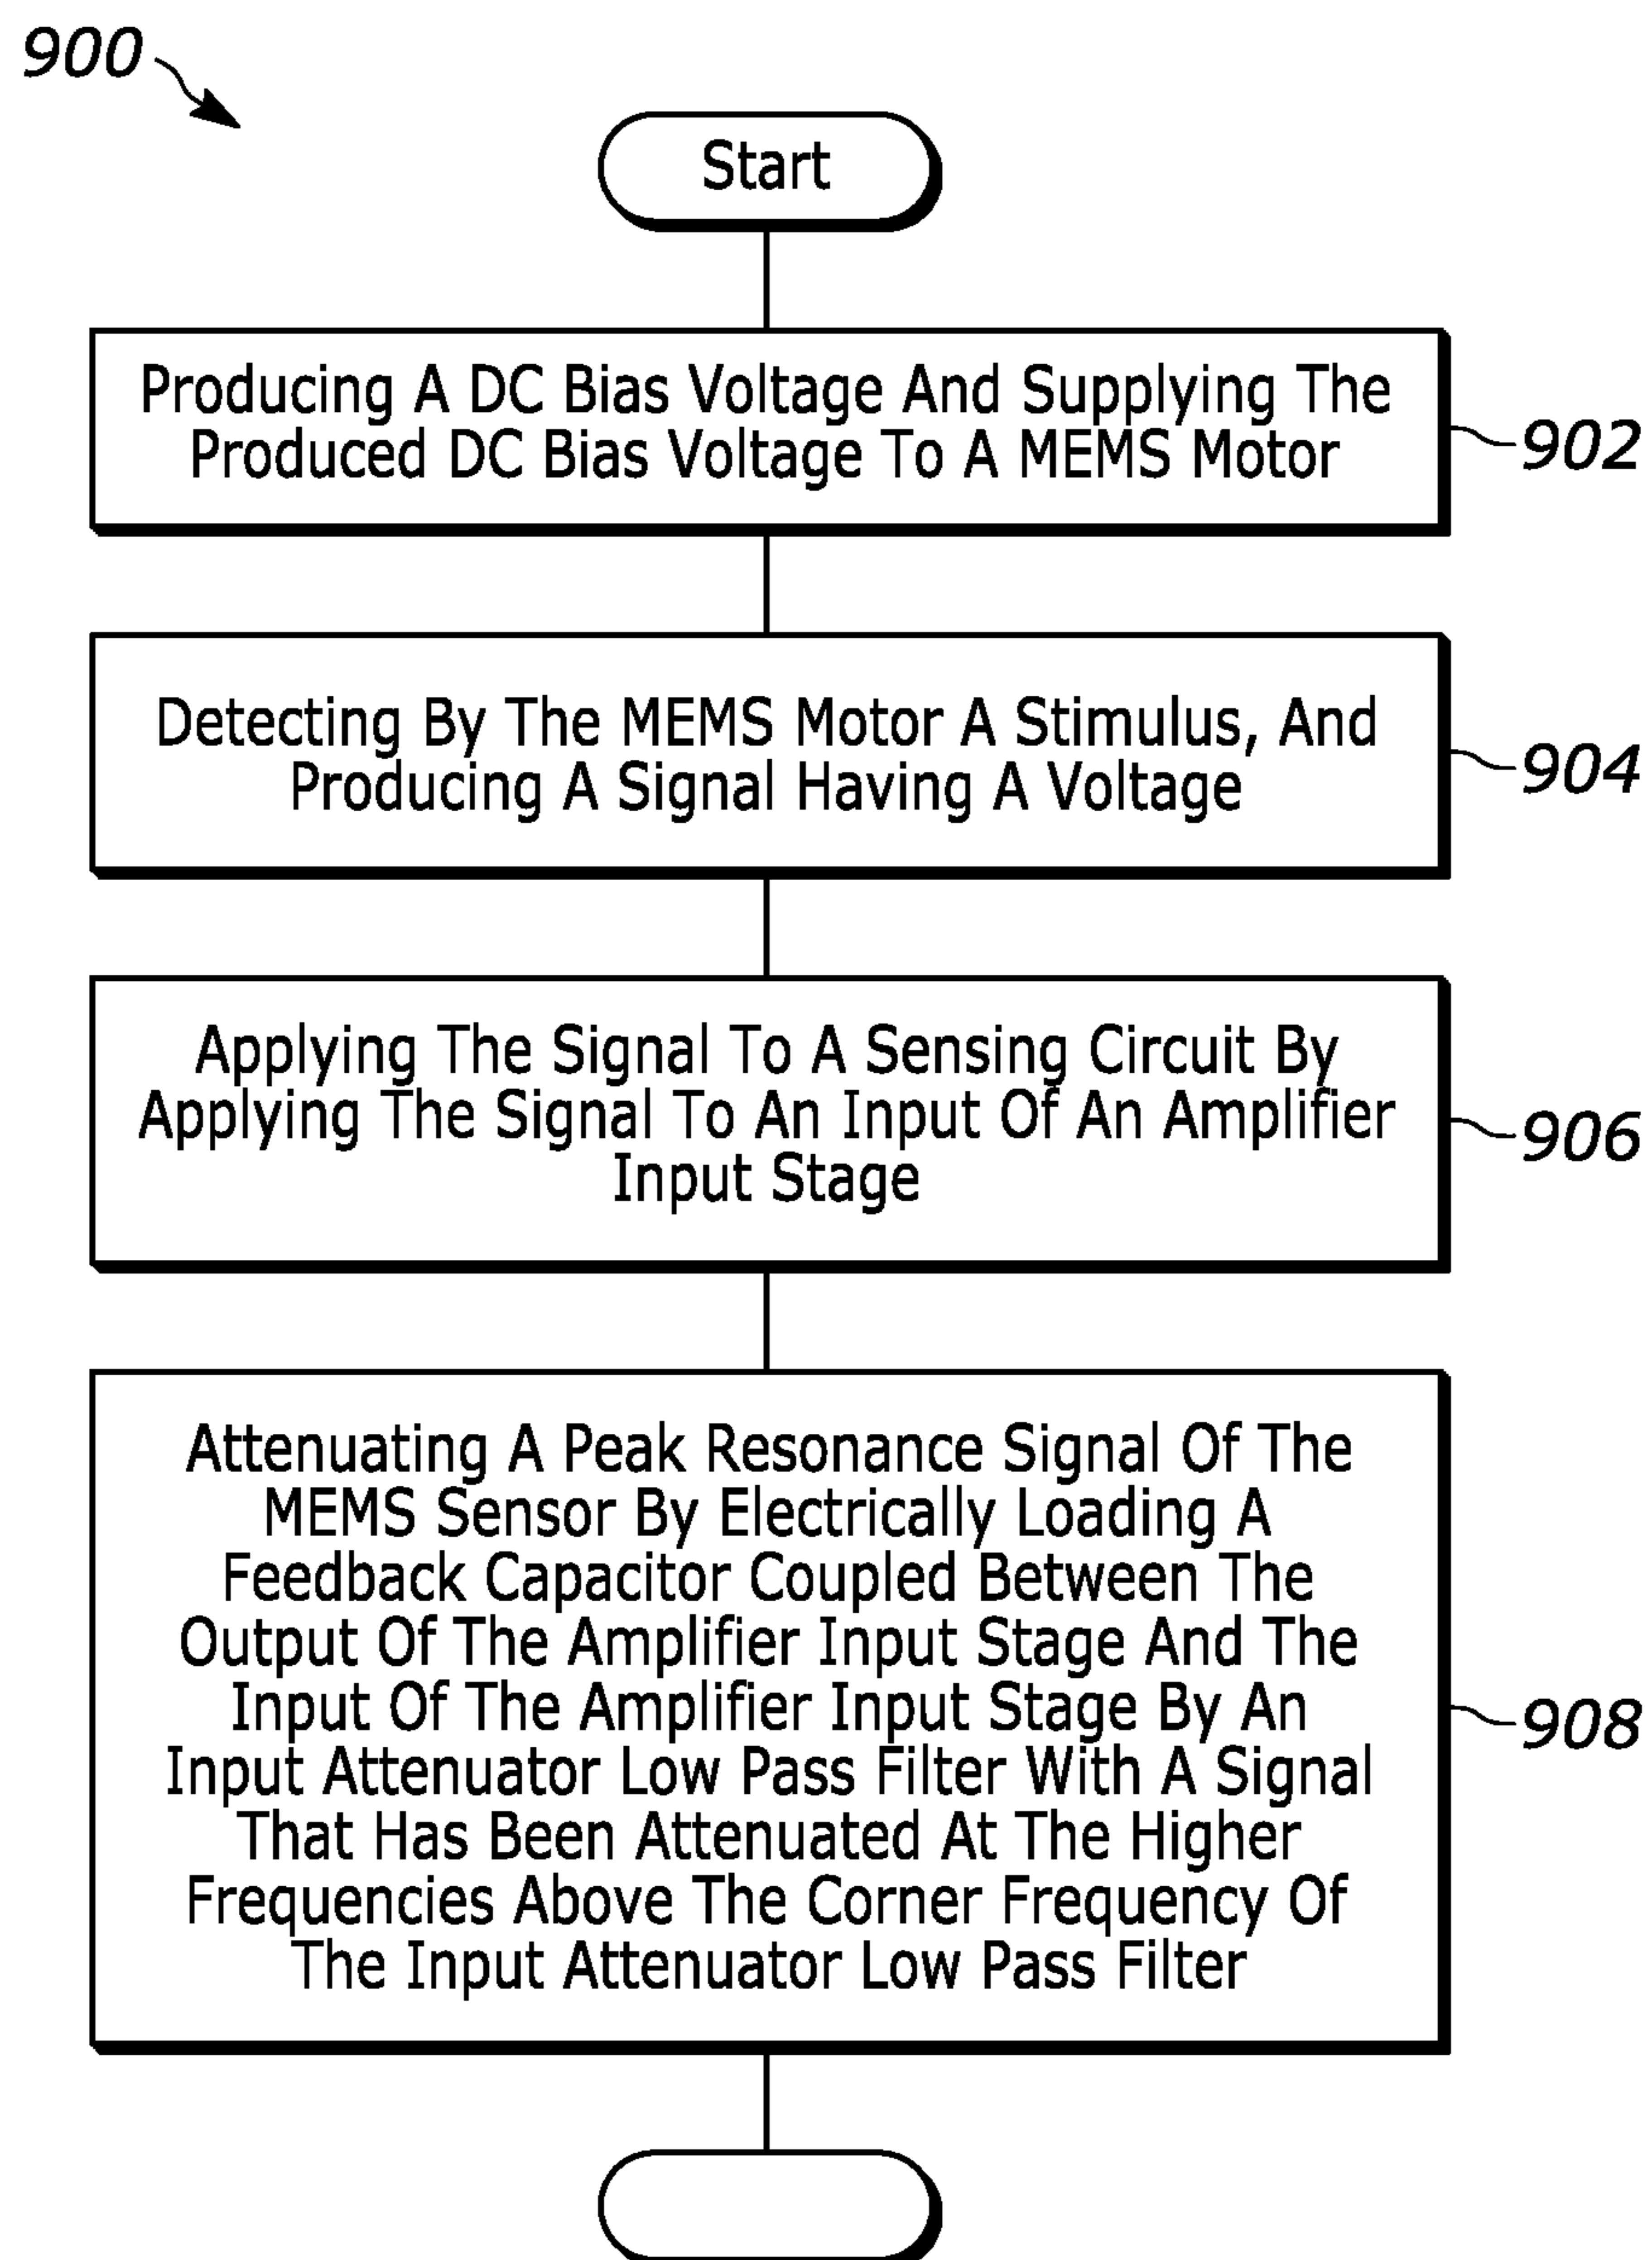 900
Start
Producing A DC Bias Voltage And Supplying The
Produced DC Bias Voltage To A MEMS Motor
902
Detecting By The MEMS Motor A Stimulus, And
Producing A Signal Having A Voltage
904
Applying The Signal To A Sensing Circuit By
Applying The Signal To An Input Of An Amplifier
Input Stage
906
Attenuating A Peak Resonance Signal Of The
MEMS Sensor By Electrically Loading A
Feedback Capacitor Coupled Between The
Output Of The Amplifier Input Stage And The
Input Of The Amplifier Input Stage By An
Input Attenuator Low Pass Filter With A Signal
That Has Been Attenuated At The Higher
Frequencies Above The Corner Frequency Of
The Input Attenuator Low Pass Filter
908